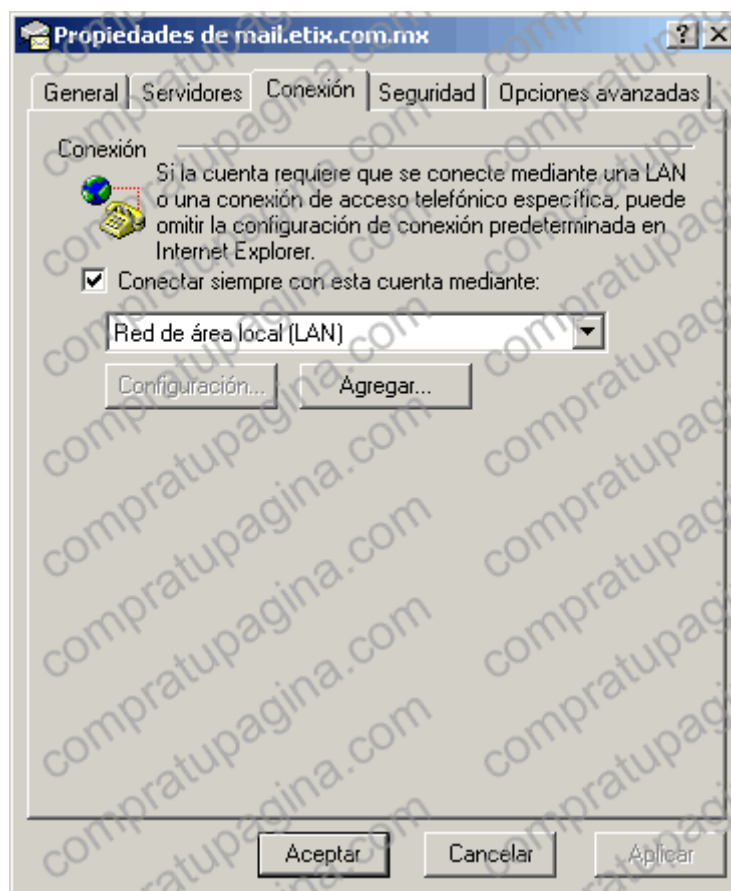 Propiedades de mail.etix.com.mx
General Servidores Conexión Seguridad Opciones avanzadas
Conexión
Si la cuenta requiere que se conecte mediante una LAN
o una conexión de acceso telefónico específica, puede
omitir la configuración de conexión predeterminada en
Internet Explorer.
Conectar siempre con esta cuenta mediante:
Red de área local (LAN)
Configuración... Agregar...
Aceptar Cancelar Aplicar
compratupagina.com